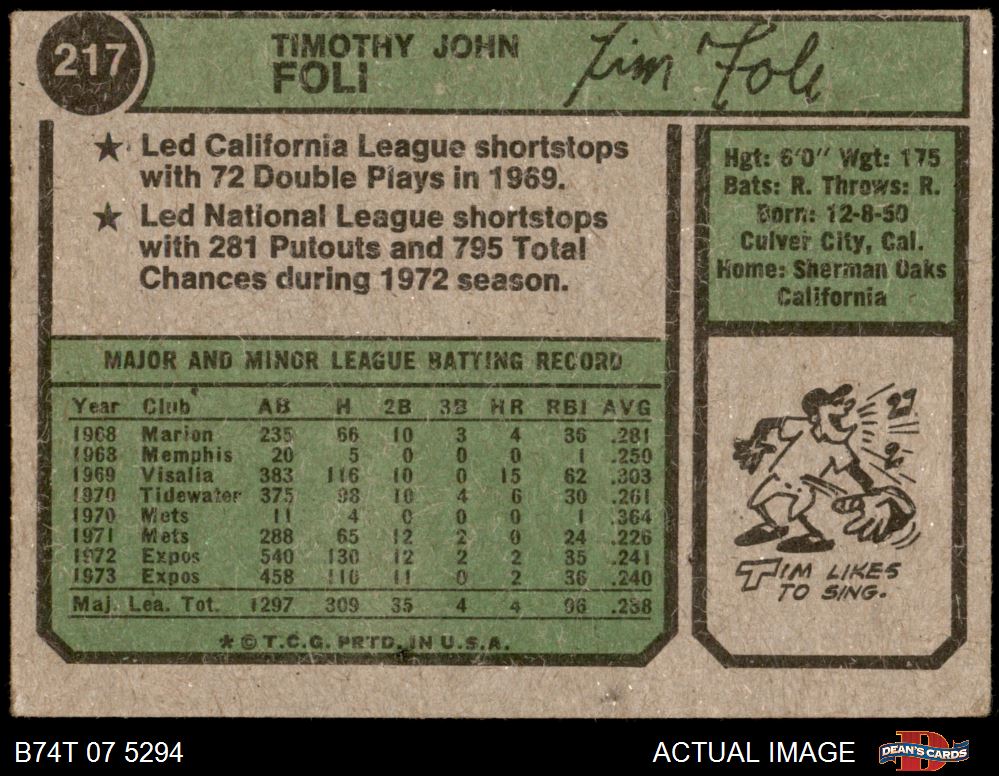 217
TIMOTHY JOHN
FOLI
Tim Foli
★ Led California League shortstops
with 72 Double Plays in 1969.
★ Led National League shortstops
with 281 Putouts and 795 Total
Chances during 1972 season.
Hgt: 6'0" Wgt: 175
Bats: R. Throws: R.
Born: 12-8-50
Culver City, Cal.
Home: Sherman Oaks
California
MAJOR AND MINOR LEAGUE BATTING RECORD
Year Club AB H 2B 3B HR RBI AVG
1968 Marion 235 66 10 3 4 36 .281
1968 Memphis 20 5 0 0 0 1 .250
1969 Visalia 383 116 10 0 15 62 .303
1970 Tidewater 375 98 10 4 6 30 .261
1970 Mets 11 4 0 0 0 1 .364
1971 Mets 288 65 12 2 0 24 .226
1972 Expos 540 130 12 2 2 35 .241
1973 Expos 458 110 11 0 2 36 .240
Maj. Lea. Tot. 1297 309 35 4 4 96 .238
* © T.C.G. PRTD. IN U.S.A.
TIM LIKES
TO SING.
B74T 07 5294
ACTUAL IMAGE
DEAN'S CARDS